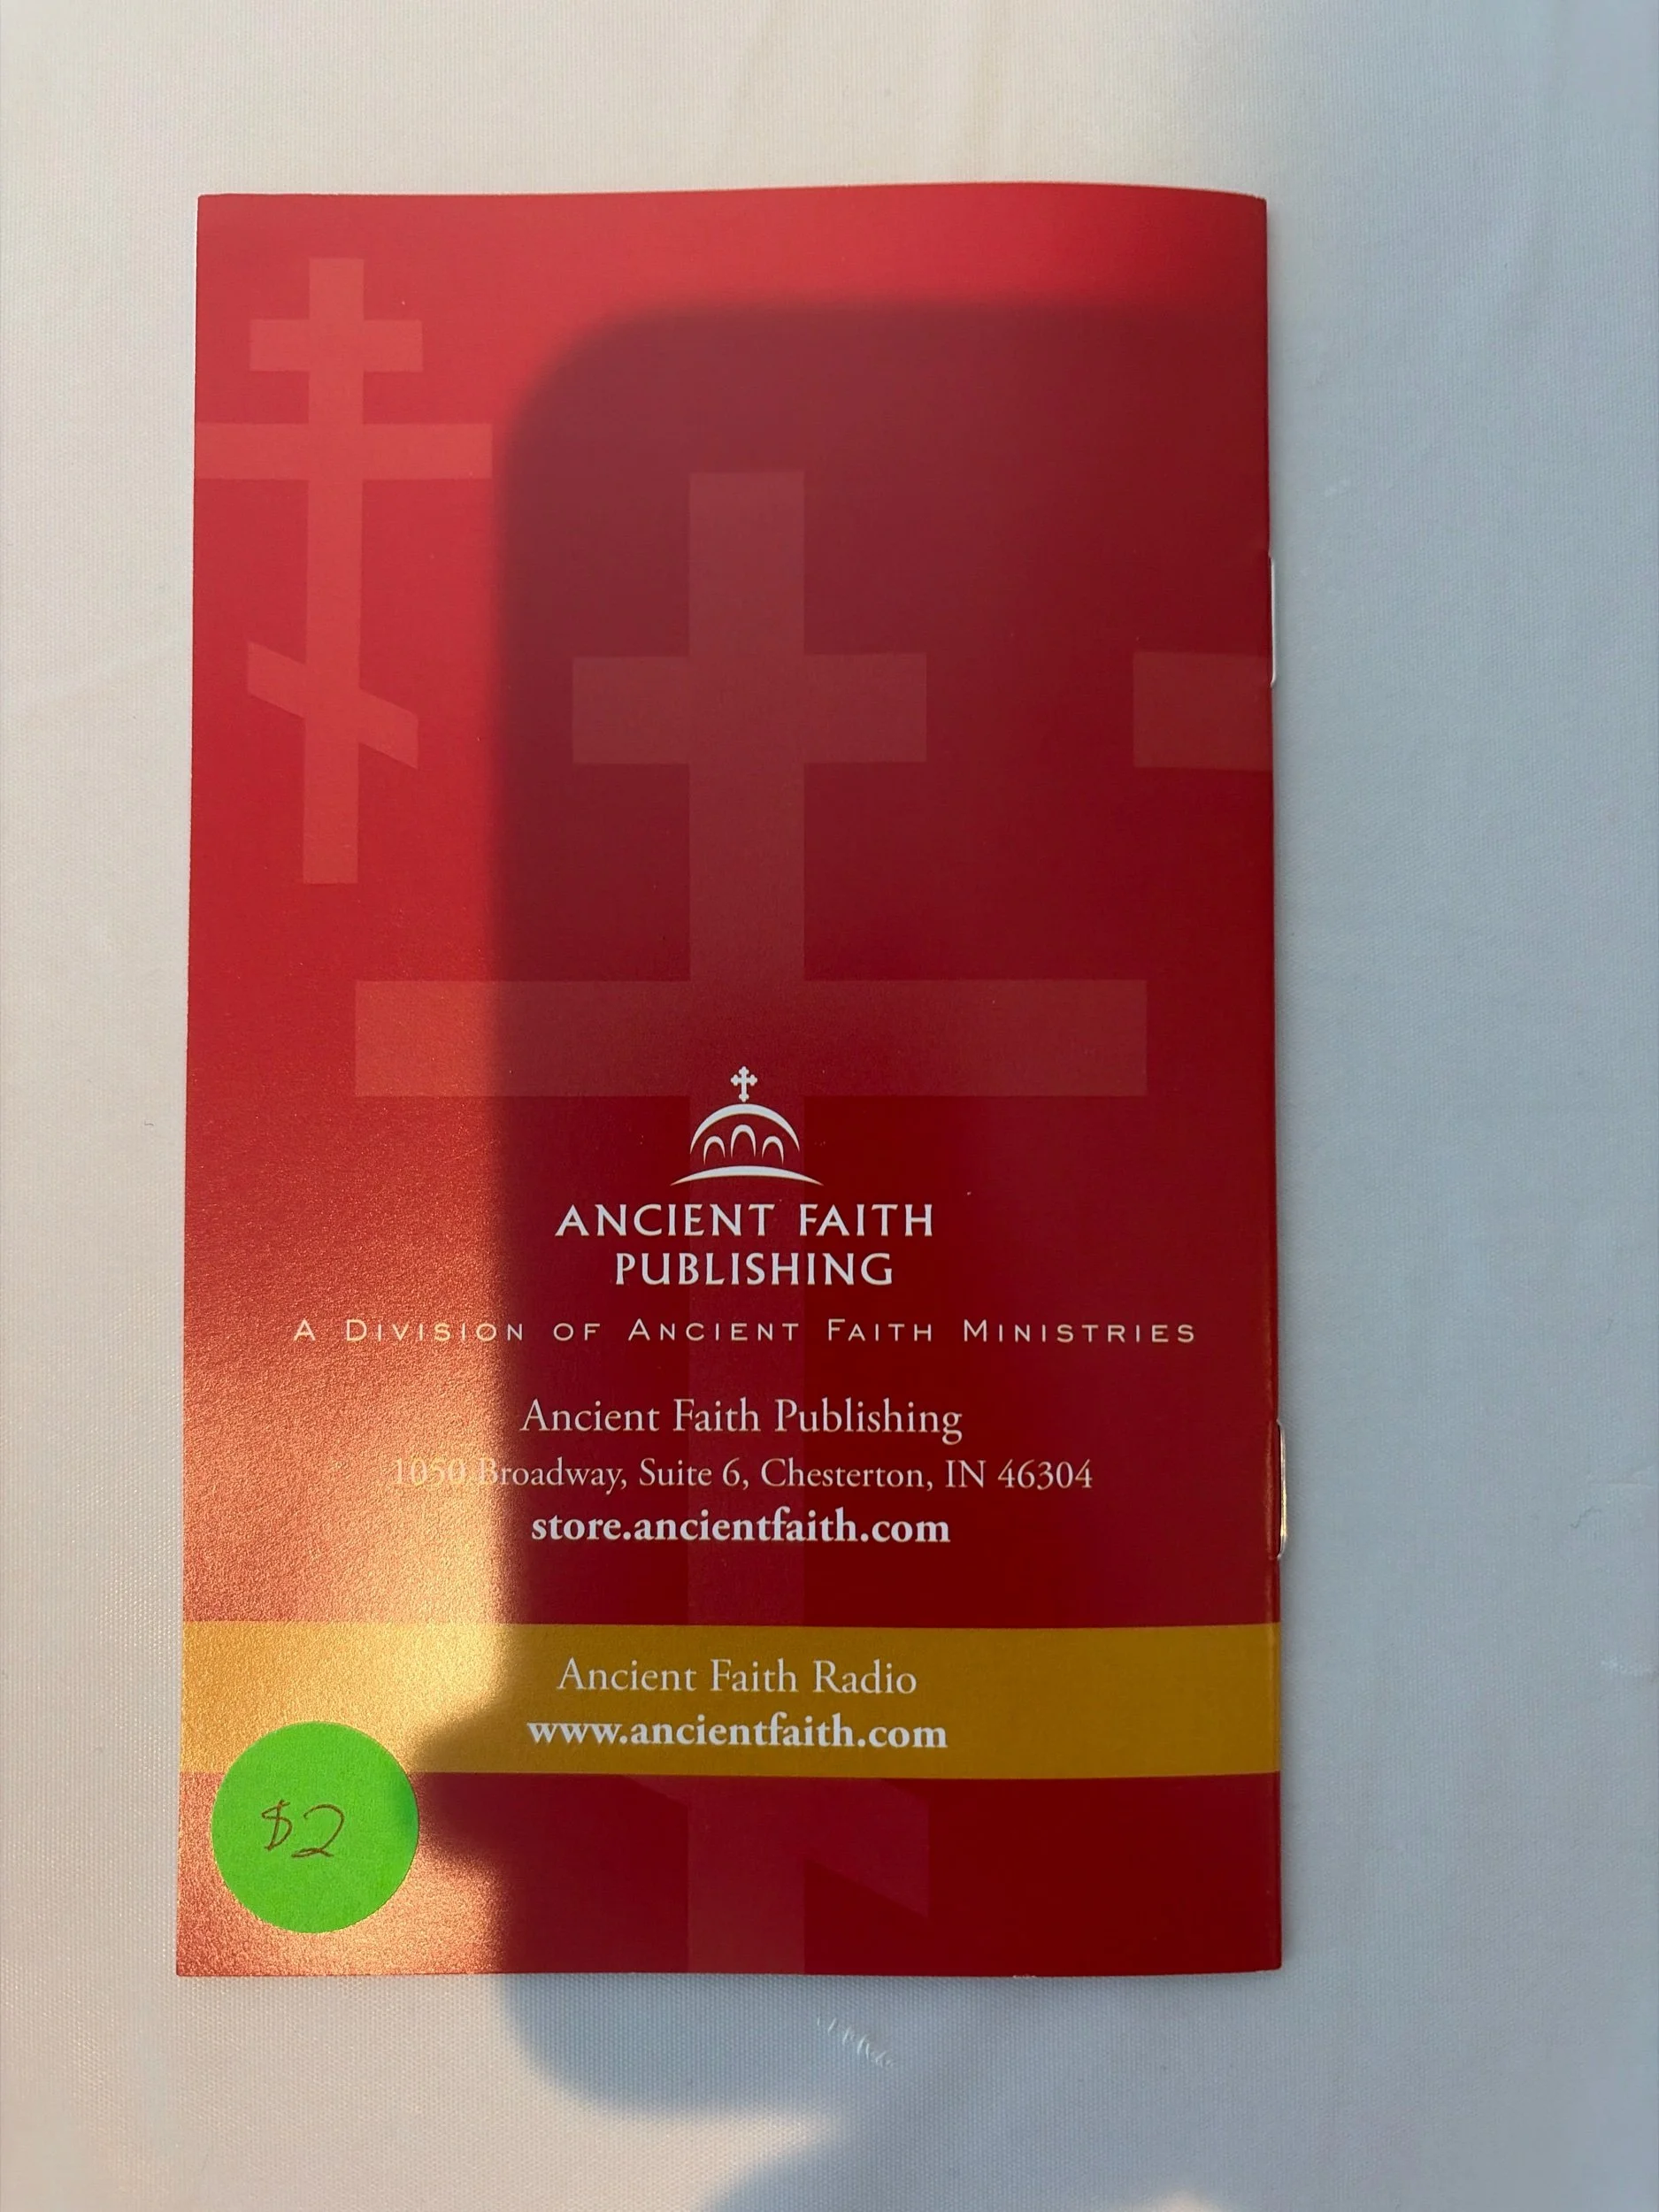 ANCIENT FAITH
PUBLISHING
A DIVISION OF ANCIENT FAITH MINISTRIES
Ancient Faith Publishing
1050 Broadway, Suite 6, Chesterton, IN 46304
store.ancientfaith.com
Ancient Faith Radio
www.ancientfaith.com
$2